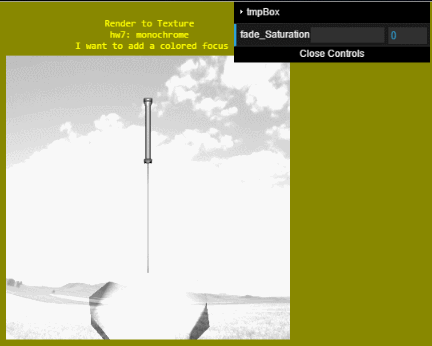 Render to Texture
hw7: monochrome
I want to add a colored focus
tmpBox
fade_Saturation 0
Close Controls